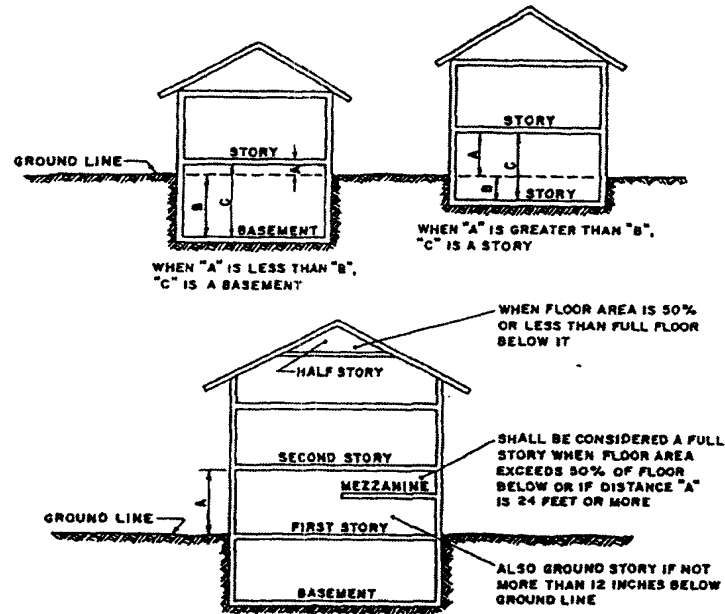 STORY
GROUND LINE
A
B
C
BASEMENT
WHEN "A" IS LESS THAN "B",
"C" IS A BASEMENT
STORY
A
C
B
STORY
WHEN "A" IS GREATER THAN "B",
"C" IS A STORY
WHEN FLOOR AREA IS 50%
OR LESS THAN FULL FLOOR
BELOW IT
HALF STORY
SECOND STORY
SHALL BE CONSIDERED A FULL
STORY WHEN FLOOR AREA
EXCEEDS 50% OF FLOOR
BELOW OR IF DISTANCE "A"
IS 24 FEET OR MORE
MEZZANINE
A
GROUND LINE
FIRST STORY
ALSO GROUND STORY IF NOT
MORE THAN 12 INCHES BELOW
GROUND LINE
BASEMENT